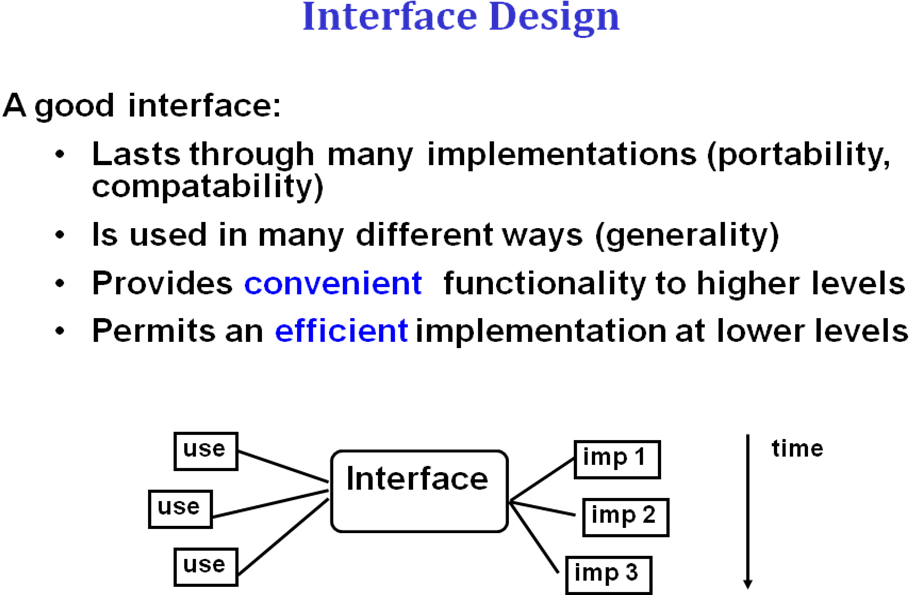 Interface Design
A good interface:
• Lasts through many implementations (portability,
compatability)
• Is used in many different ways (generality)
• Provides convenient functionality to higher levels
• Permits an efficient implementation at lower levels
use
Interface
imp 1
time
use
imp 2
use
imp 3